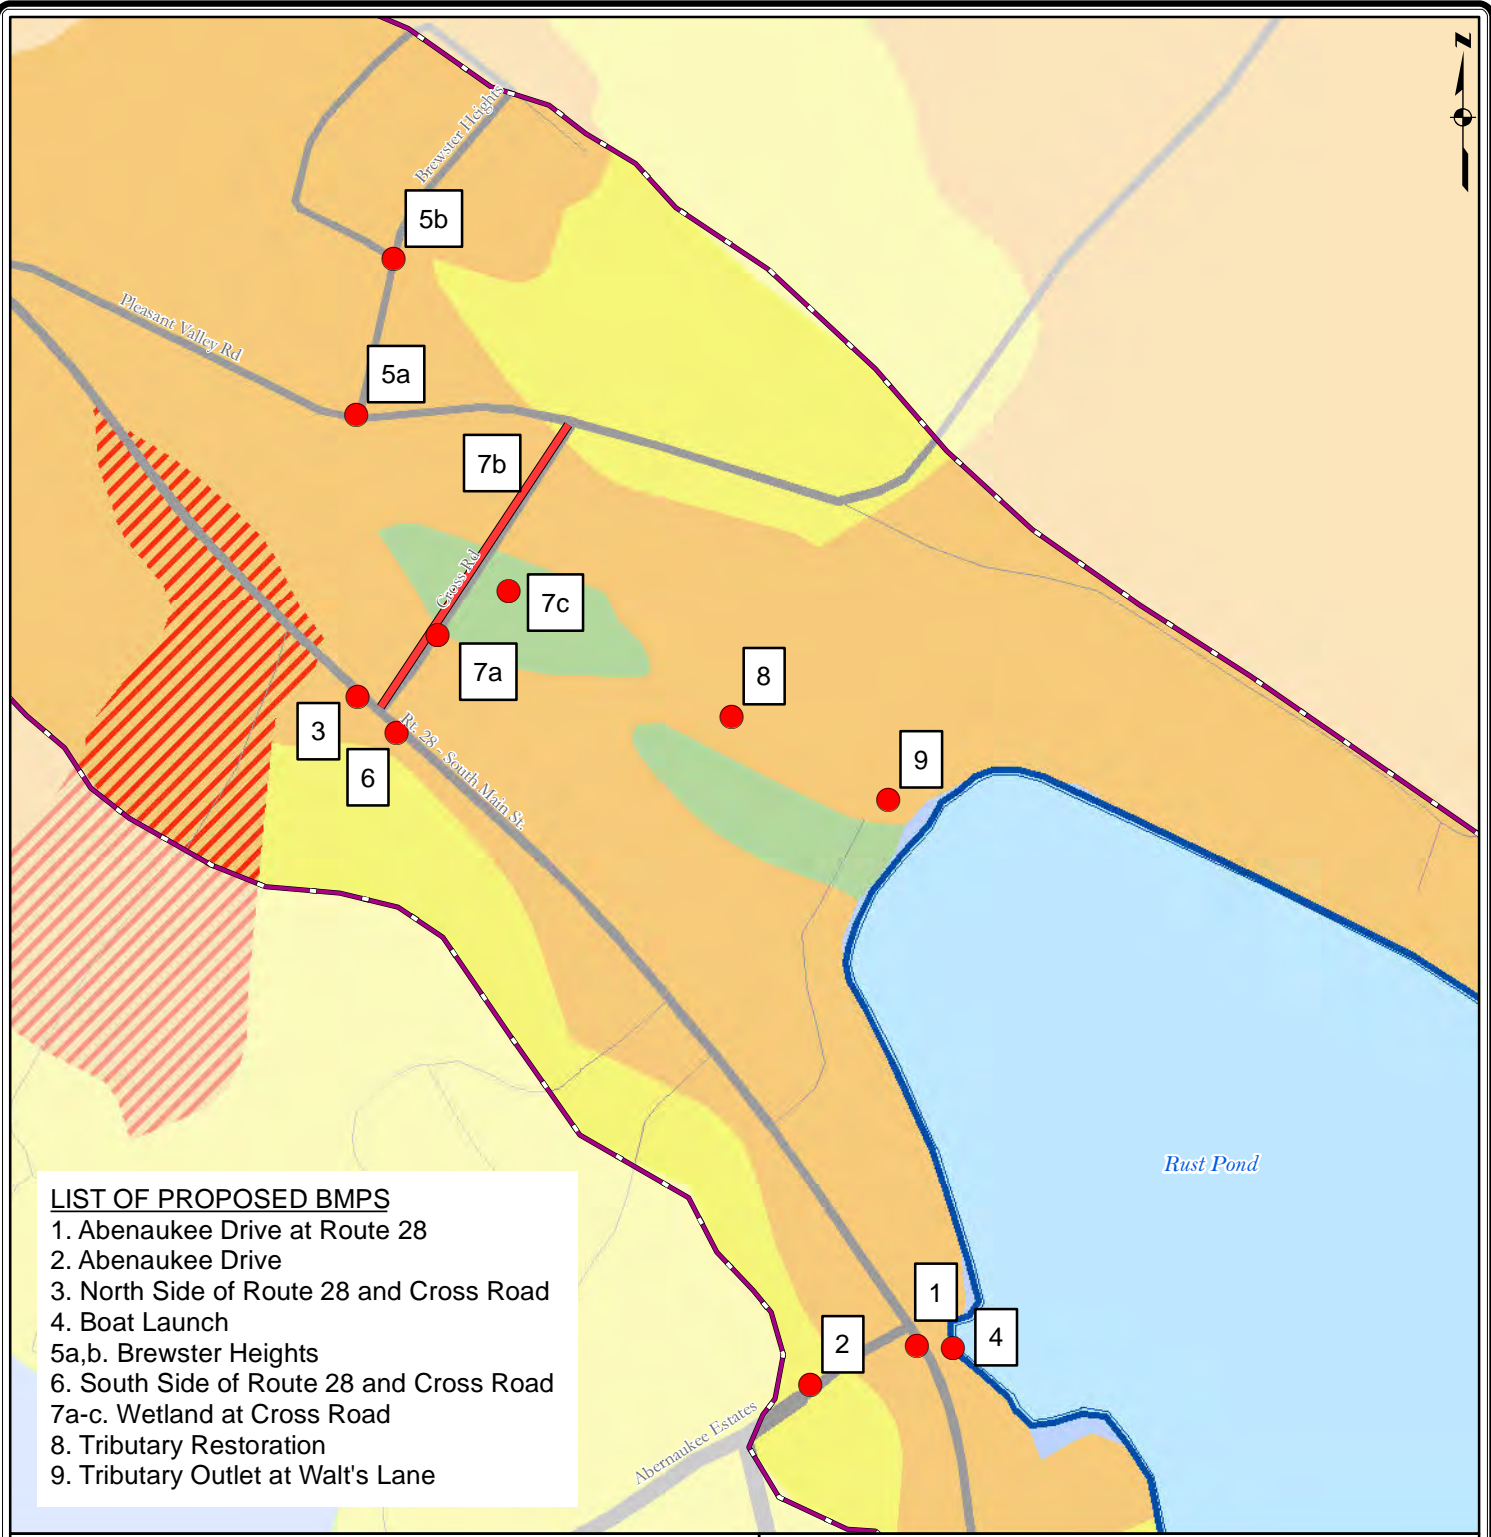 N
Brewster Heights
5b
Pleasant Valley Rd
5a
7b
Cross Rd
7c
7a
8
3
Rt. 28 - South Main St.
6
9
Rust Pond
LIST OF PROPOSED BMPS
1. Abenaukee Drive at Route 28
2. Abenaukee Drive
3. North Side of Route 28 and Cross Road
4. Boat Launch
5a,b. Brewster Heights
6. South Side of Route 28 and Cross Road
7a-c. Wetland at Cross Road
8. Tributary Restoration
9. Tributary Outlet at Walt's Lane
1
4
2
Abernaukee Estates